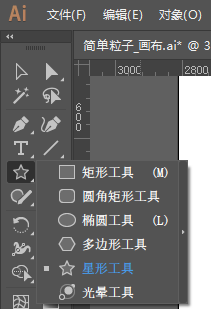 Ai 文件(F) 编辑(E) 对象(O)
简单粒子_画布.ai* @ 3
3000 2800
600
矩形工具 (M)
圆角矩形工具
椭圆工具 (L)
多边形工具
星形工具
光晕工具